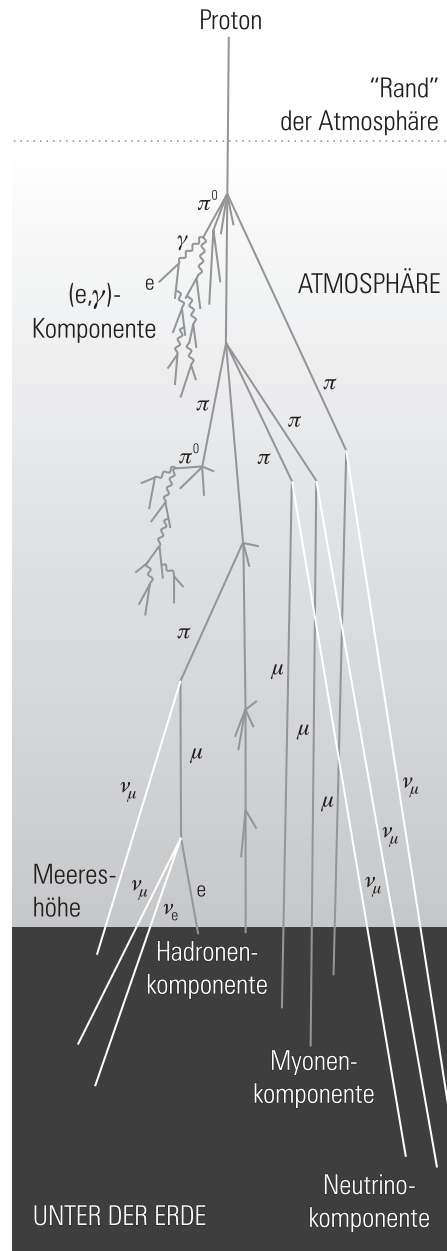 Proton
“Rand”
der Atmosphäre
π⁰
γ
e
(e,γ)-
Komponente
ATMOSPHÄRE
π
π
π
π
π⁰
π
μ
μ
μ
μ
ν_μ
ν_μ
ν_μ
ν_μ
ν_μ
ν_e
e
Meeres-
höhe
Hadronen-
komponente
Myonen-
komponente
Neutrino-
komponente
UNTER DER ERDE